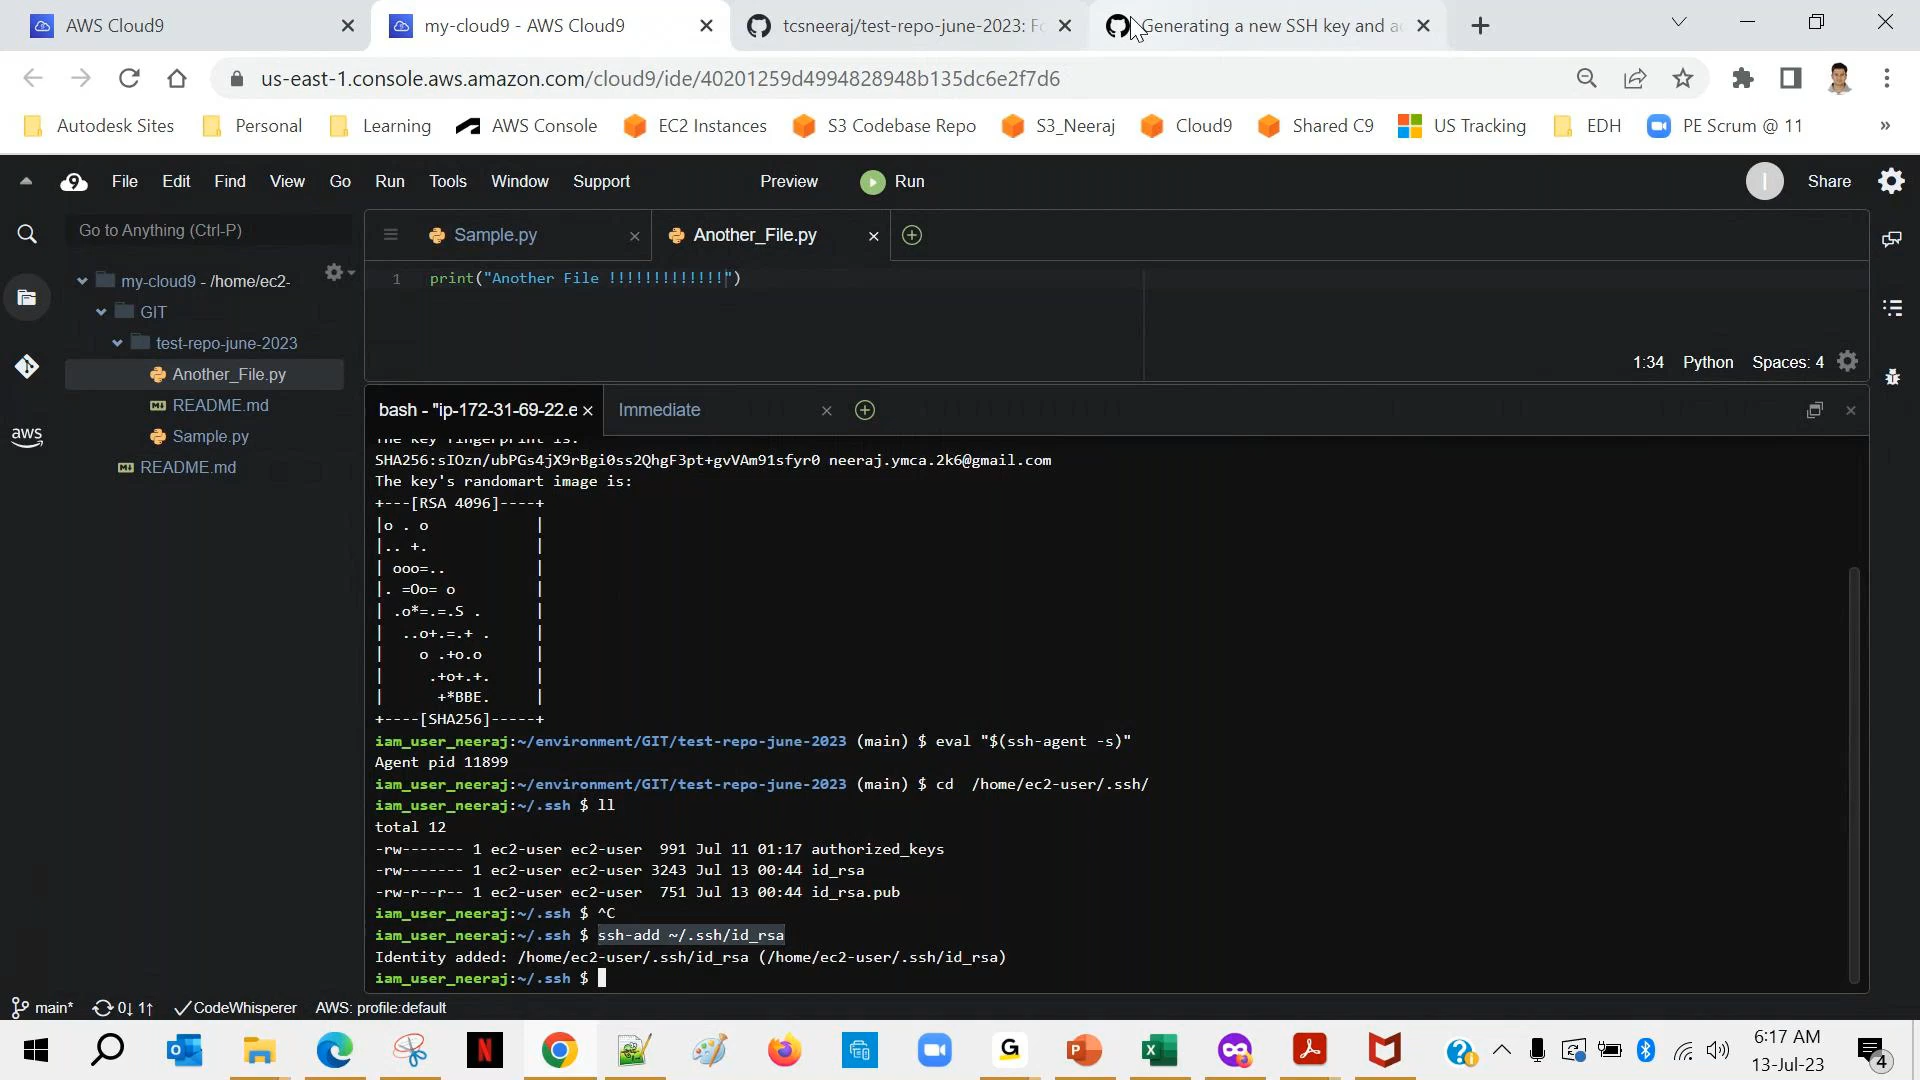 AWS Cloud9
my-cloud9 - AWS Cloud9
tcsneeraj/test-repo-june-2023: Fo
Generating a new SSH key and ad
us-east-1.console.aws.amazon.com/cloud9/ide/40201259d4994828948b135dc6e2f7d6
Autodesk Sites
Personal
Learning
AWS Console
EC2 Instances
S3 Codebase Repo
S3_Neeraj
Cloud9
Shared C9
US Tracking
EDH
PE Scrum @ 11
»
9 File Edit Find View Go Run Tools Window Support Preview Run
I Share
Go to Anything (Ctrl-P)
Sample.py
Another_File.py
my-cloud9 - /home/ec2-
GIT
test-repo-june-2023
Another_File.py
README.md
Sample.py
README.md
aws
1 print("Another File !!!!!!!!!!!!!")
1:34 Python Spaces: 4
bash - "ip-172-31-69-22.e
Immediate
The key fingerprint is:
SHA256:sIOzn/ubPGs4jX9rBgi0ss2QhgF3pt+gvVAm91sfyr0 neeraj.ymca.2k6@gmail.com
The key's randomart image is:
+---[RSA 4096]----+
|o . o            |
|.. +.            |
| ooo=..          |
|. =Oo= o         |
| .o*=.=.S .      |
|  ..o+.=.+ .     |
|    o .+o.o      |
|     .+o+.+.     |
|      +*BBE.     |
+----[SHA256]-----+
iam_user_neeraj:~/environment/GIT/test-repo-june-2023 (main) $ eval "$(ssh-agent -s)"
Agent pid 11899
iam_user_neeraj:~/environment/GIT/test-repo-june-2023 (main) $ cd  /home/ec2-user/.ssh/
iam_user_neeraj:~/.ssh $ ll
total 12
-rw------- 1 ec2-user ec2-user  991 Jul 11 01:17 authorized_keys
-rw------- 1 ec2-user ec2-user 3243 Jul 13 00:44 id_rsa
-rw-r--r-- 1 ec2-user ec2-user  751 Jul 13 00:44 id_rsa.pub
iam_user_neeraj:~/.ssh $ ^C
iam_user_neeraj:~/.ssh $ ssh-add ~/.ssh/id_rsa
Identity added: /home/ec2-user/.ssh/id_rsa (/home/ec2-user/.ssh/id_rsa)
iam_user_neeraj:~/.ssh $
main* 0↓ 1↑ ✓CodeWhisperer AWS: profile:default
6:17 AM
13-Jul-23
4